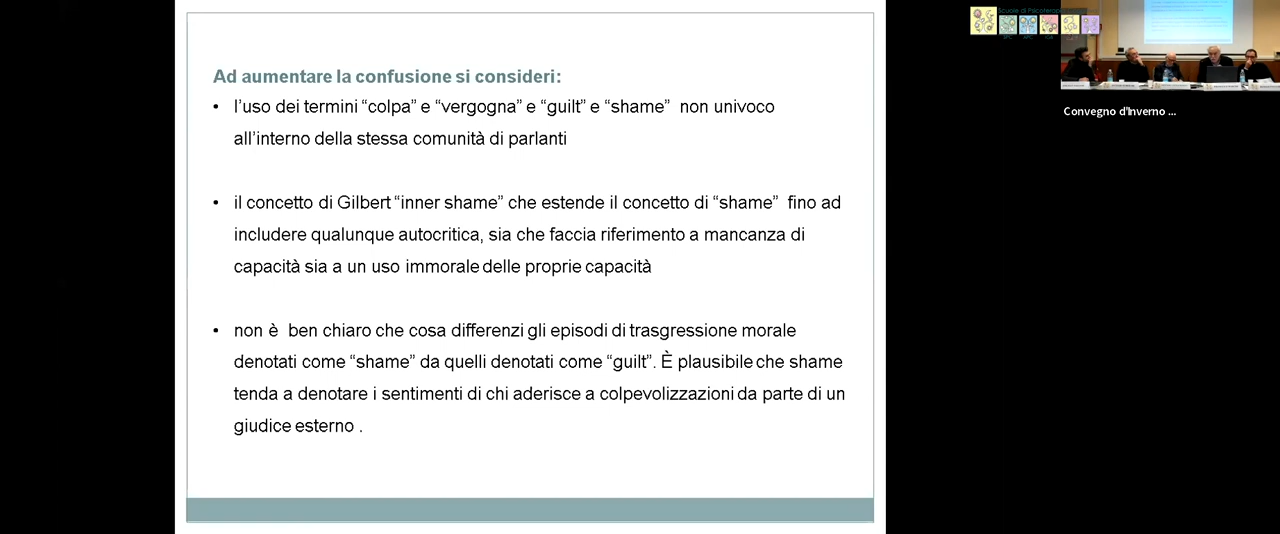 Ad aumentare la confusione si consideri:
• l’uso dei termini “colpa” e “vergogna” e “guilt” e “shame” non univoco
all’interno della stessa comunità di parlanti
• il concetto di Gilbert “inner shame” che estende il concetto di “shame” fino ad
includere qualunque autocritica, sia che faccia riferimento a mancanza di
capacità sia a un uso immorale delle proprie capacità
• non è ben chiaro che cosa differenzi gli episodi di trasgressione morale
denotati come “shame” da quelli denotati come “guilt”. È plausibile che shame
tenda a denotare i sentimenti di chi aderisce a colpevolizzazioni da parte di un
giudice esterno .
Scuole di Psicoterapia
Convegno d'Inverno ...